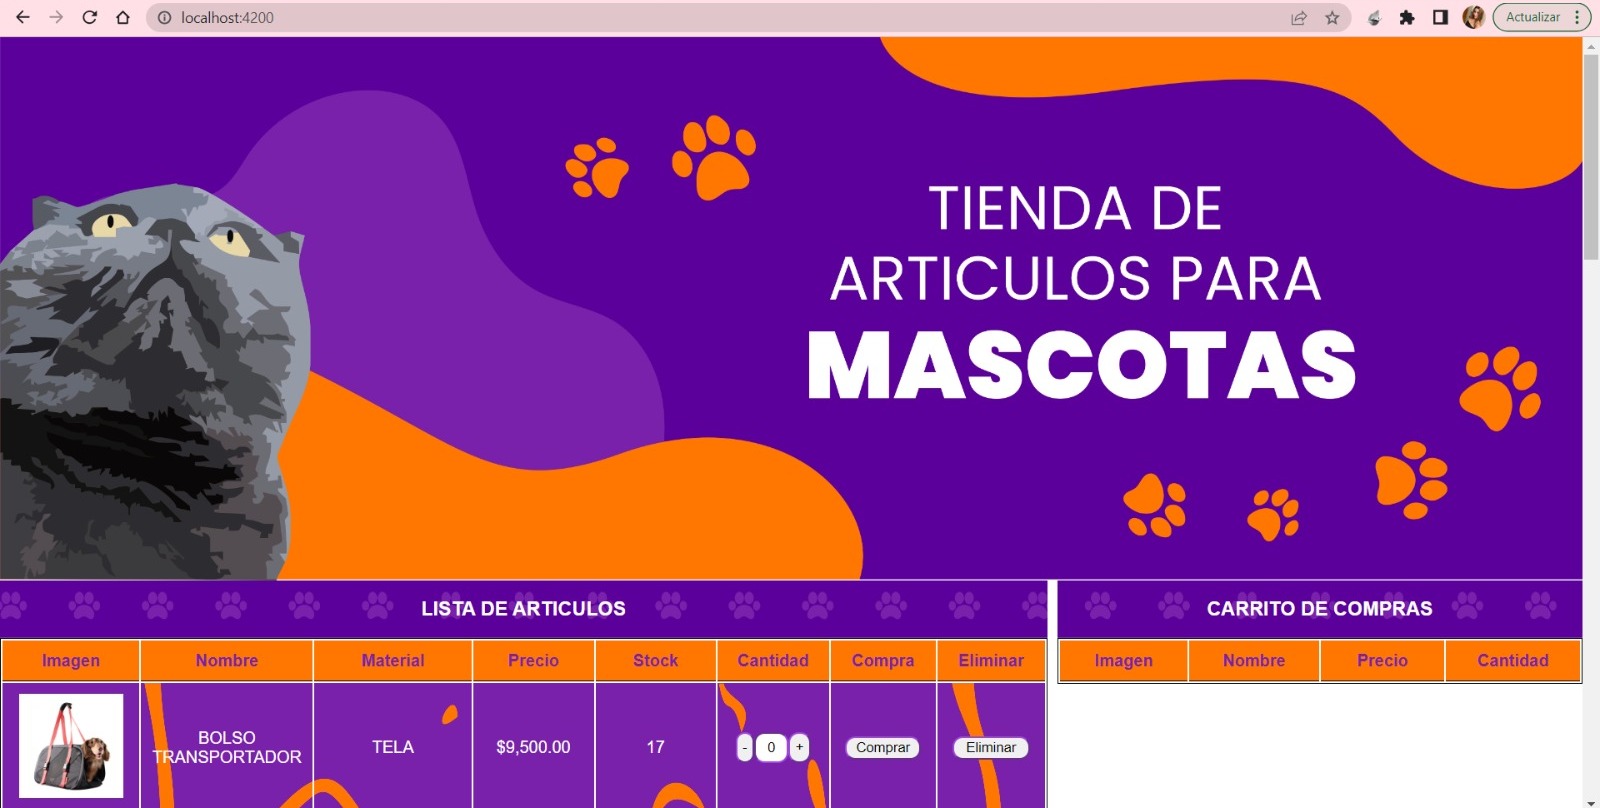 localhost:4200
Actualizar
TIENDA DE
ARTICULOS PARA
MASCOTAS
LISTA DE ARTICULOS
Imagen Nombre Material Precio Stock Cantidad Compra Eliminar
BOLSO
TRANSPORTADOR
TELA
$9,500.00
17
- 0 +
Comprar
Eliminar
CARRITO DE COMPRAS
Imagen Nombre Precio Cantidad